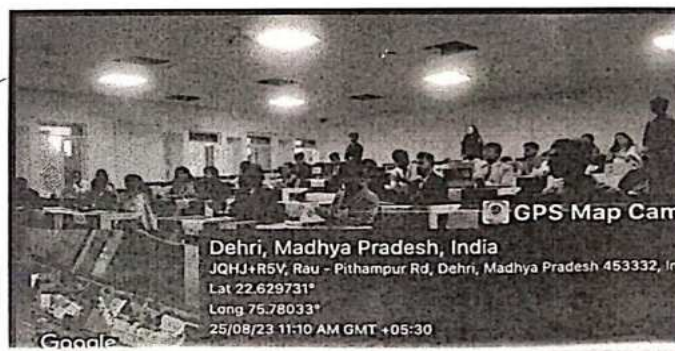 GPS Map Cam
Dehri, Madhya Pradesh, India
JQHJ+R5V, Rau - Pithampur Rd, Dehri, Madhya Pradesh 453332, In
Lat 22.629731°
Long 75.78033°
25/08/23 11:10 AM GMT +05:30
Google